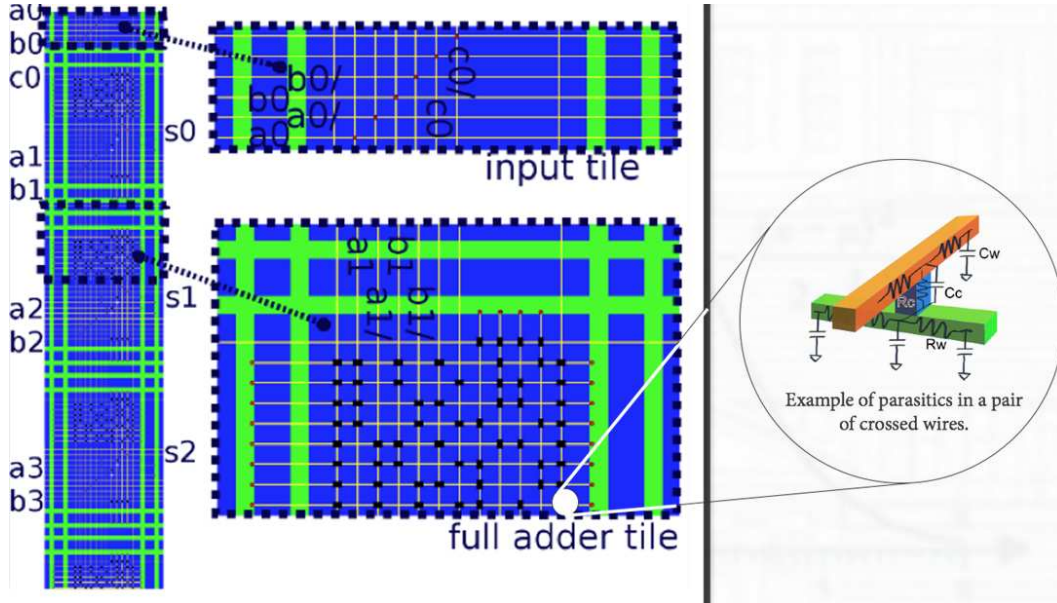 a0
b0
c0
s0
a1
b1
s1
a2
b2
s2
a3
b3
b0/
b0
a0/
a0
c0/
c0
input tile
b1
a1
b1/
a1/
full adder tile
Cw
Cc
Rc
Rw
Example of parasitics in a pair
of crossed wires.